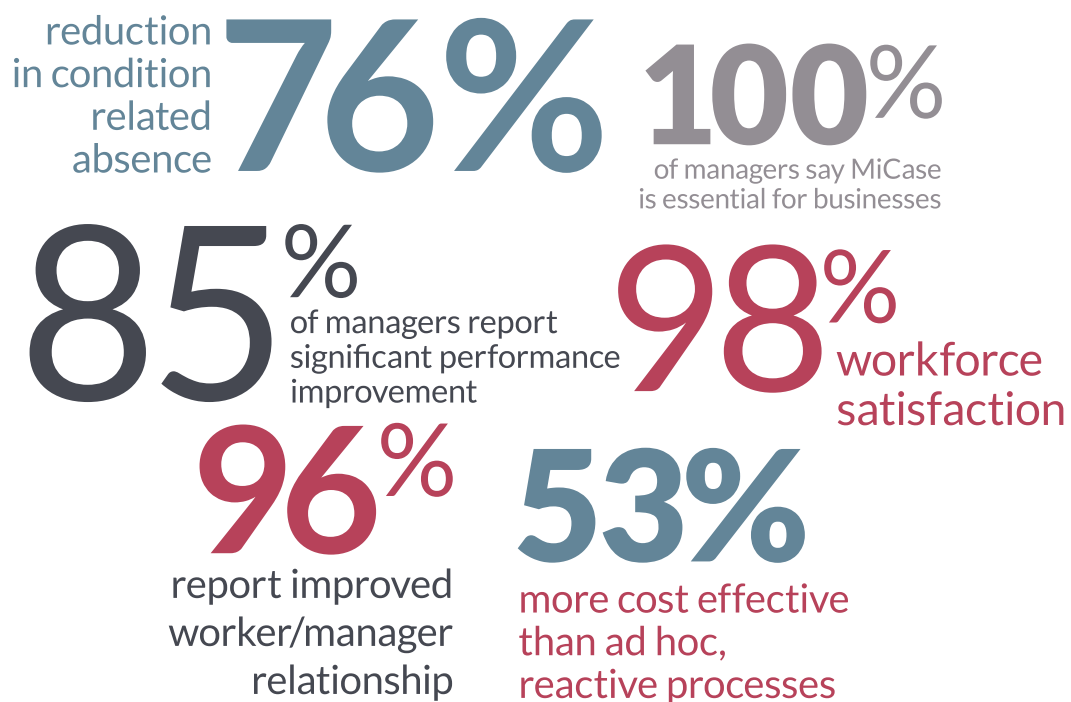 reduction
in condition
related
absence
76%
100%
of managers say MiCase
is essential for businesses
85%
of managers report
significant performance
improvement
98%
workforce
satisfaction
96%
report improved
worker/manager
relationship
53%
more cost effective
than ad hoc,
reactive processes